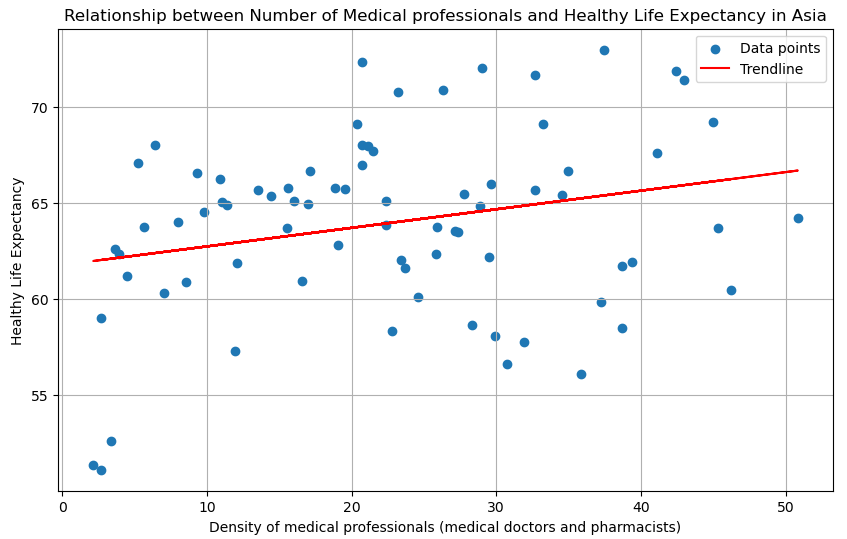 Relationship between Number of Medical professionals and Healthy Life Expectancy in Asia
Data points
Trendline
70
65
60
55
Healthy Life Expectancy
0 10 20 30 40 50
Density of medical professionals (medical doctors and pharmacists)